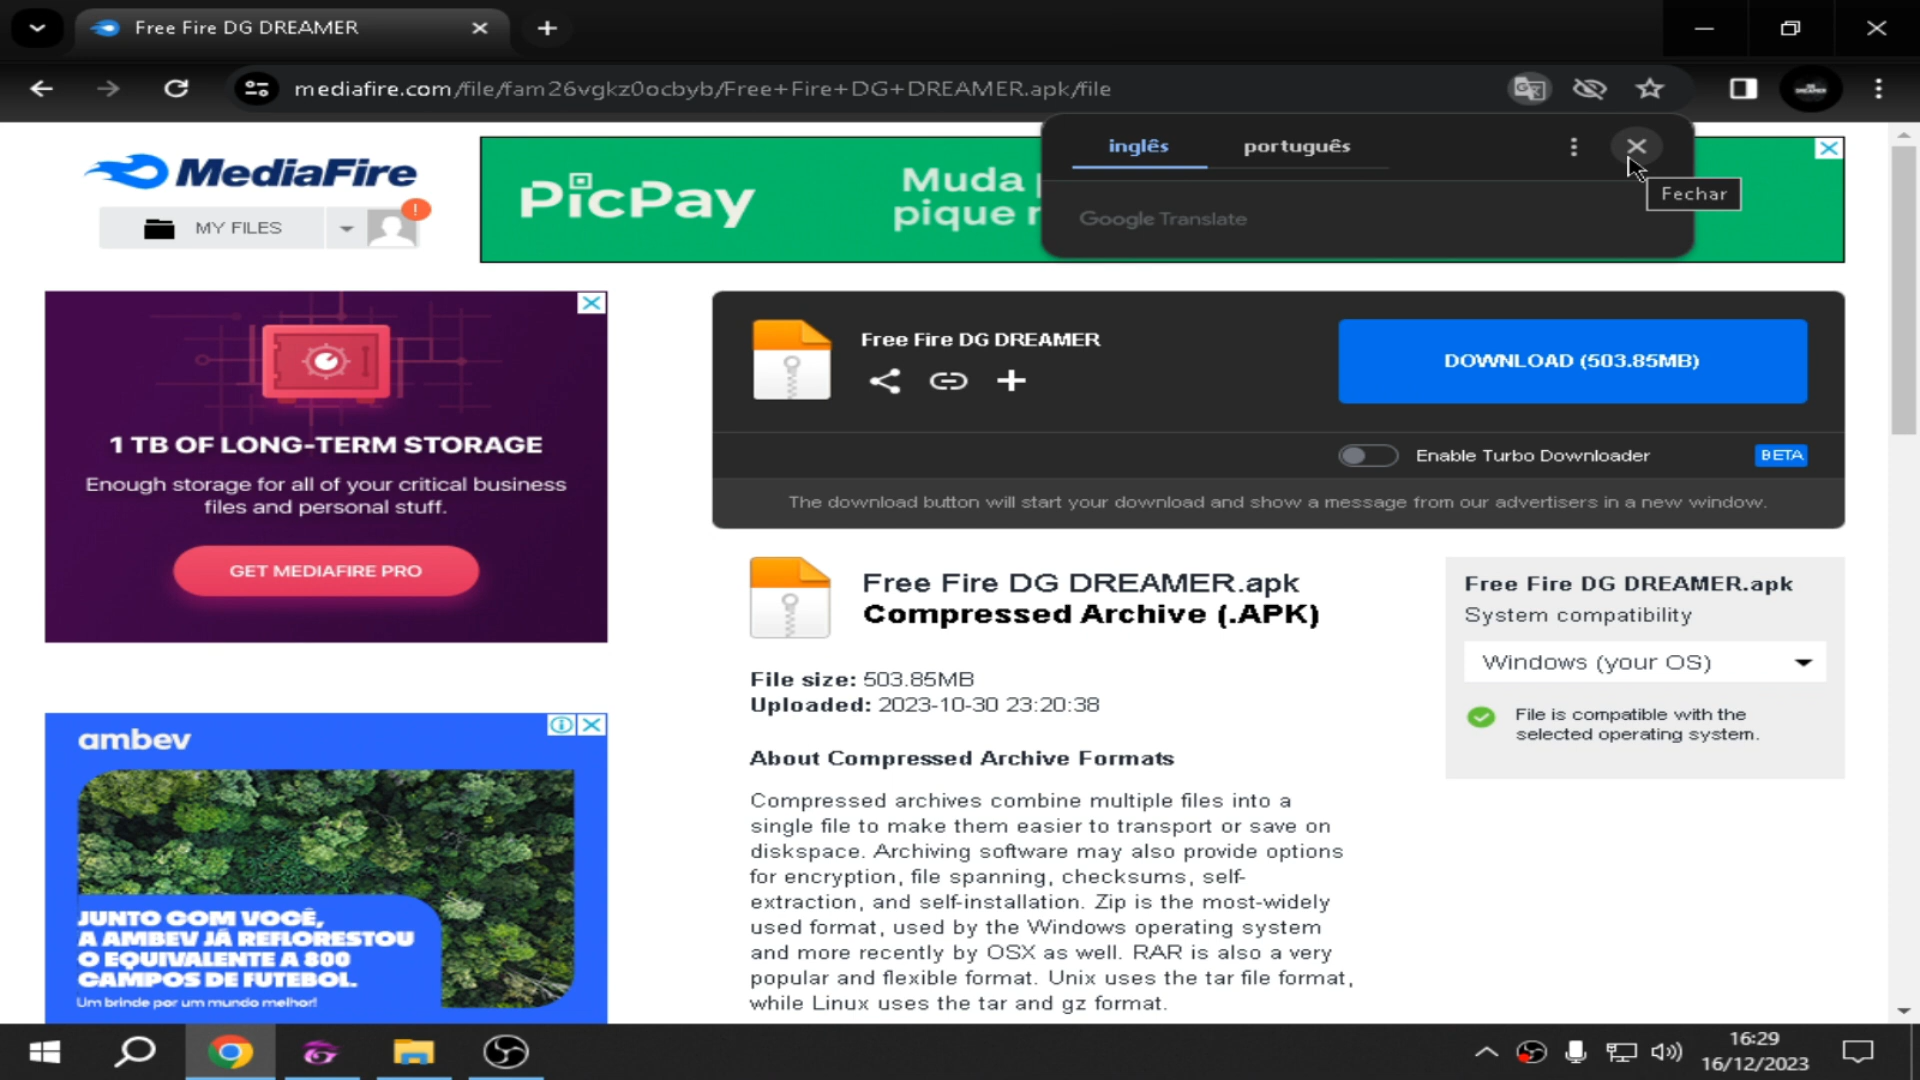 Free Fire DG DREAMER
mediafire.com/file/fam26vgkz0ocbyb/Free+Fire+DG+DREAMER.apk/file
inglês português
Google Translate
Fechar
MediaFire
MY FILES
!
PicPay
Muda
pique
1 TB OF LONG-TERM STORAGE
Enough storage for all of your critical business
files and personal stuff.
GET MEDIAFIRE PRO
Free Fire DG DREAMER
DOWNLOAD (503.85MB)
Enable Turbo Downloader BETA
The download button will start your download and show a message from our advertisers in a new window.
Free Fire DG DREAMER.apk
Compressed Archive (.APK)
File size: 503.85MB
Uploaded: 2023-10-30 23:20:38
About Compressed Archive Formats
Compressed archives combine multiple files into a
single file to make them easier to transport or save on
diskspace. Archiving software may also provide options
for encryption, file spanning, checksums, self-
extraction, and self-installation. Zip is the most-widely
used format, used by the Windows operating system
and more recently by OSX as well. RAR is also a very
popular and flexible format. Unix uses the tar file format,
while Linux uses the tar and gz format.
Free Fire DG DREAMER.apk
System compatibility
Windows (your OS)
File is compatible with the
selected operating system.
ambev
JUNTO COM VOCÊ,
A AMBEV JÁ REFLORESTOU
O EQUIVALENTE A 800
CAMPOS DE FUTEBOL.
Um brinde por um mundo melhor!
16:29
16/12/2023